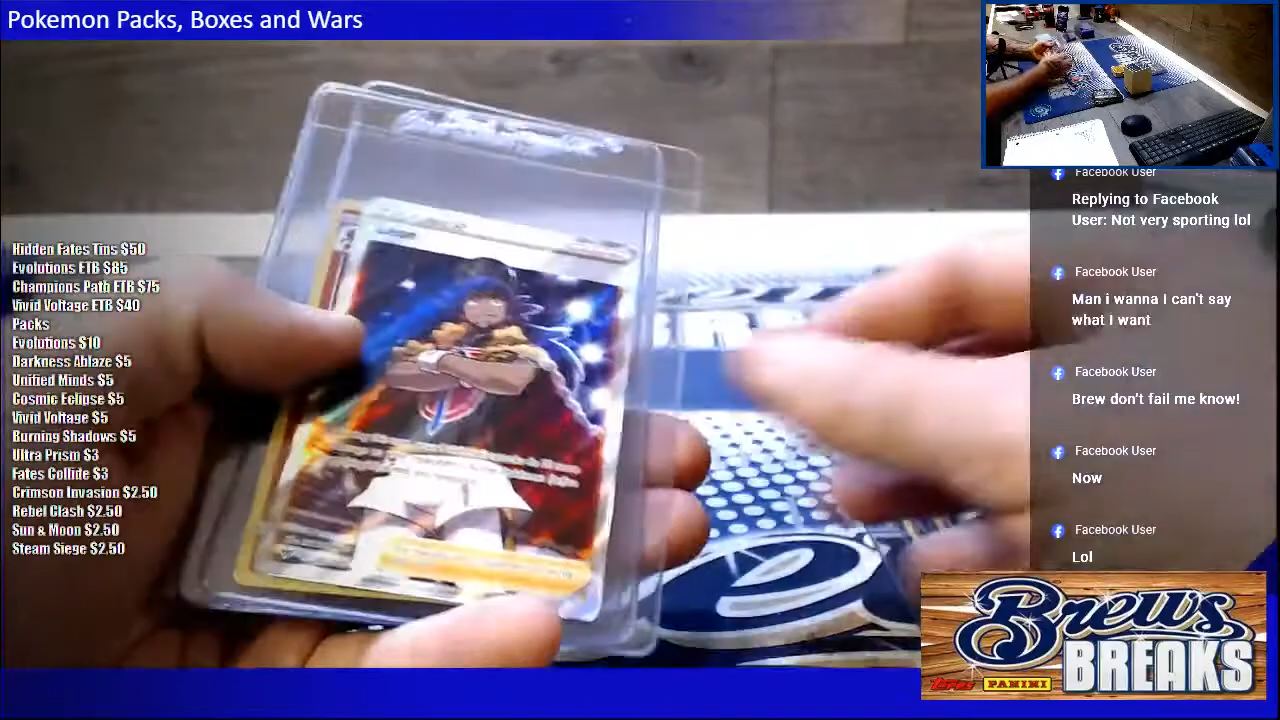 Pokemon Packs, Boxes and Wars
Hidden Fates Tins $50
Evolutions ETB $85
Champions Path ETB $75
Vivid Voltage ETB $40
Packs
Evolutions $10
Darkness Ablaze $5
Unified Minds $5
Cosmic Eclipse $5
Vivid Voltage $5
Burning Shadows $5
Ultra Prism $3
Fates Collide $3
Crimson Invasion $2.50
Rebel Clash $2.50
Sun & Moon $2.50
Steam Siege $2.50
Facebook User
Replying to Facebook
User: Not very sporting lol
Facebook User
Man i wanna I can't say
what I want
Facebook User
Brew don't fail me know!
Facebook User
Now
Facebook User
Lol
Brews
BREAKS
Topps PANINI